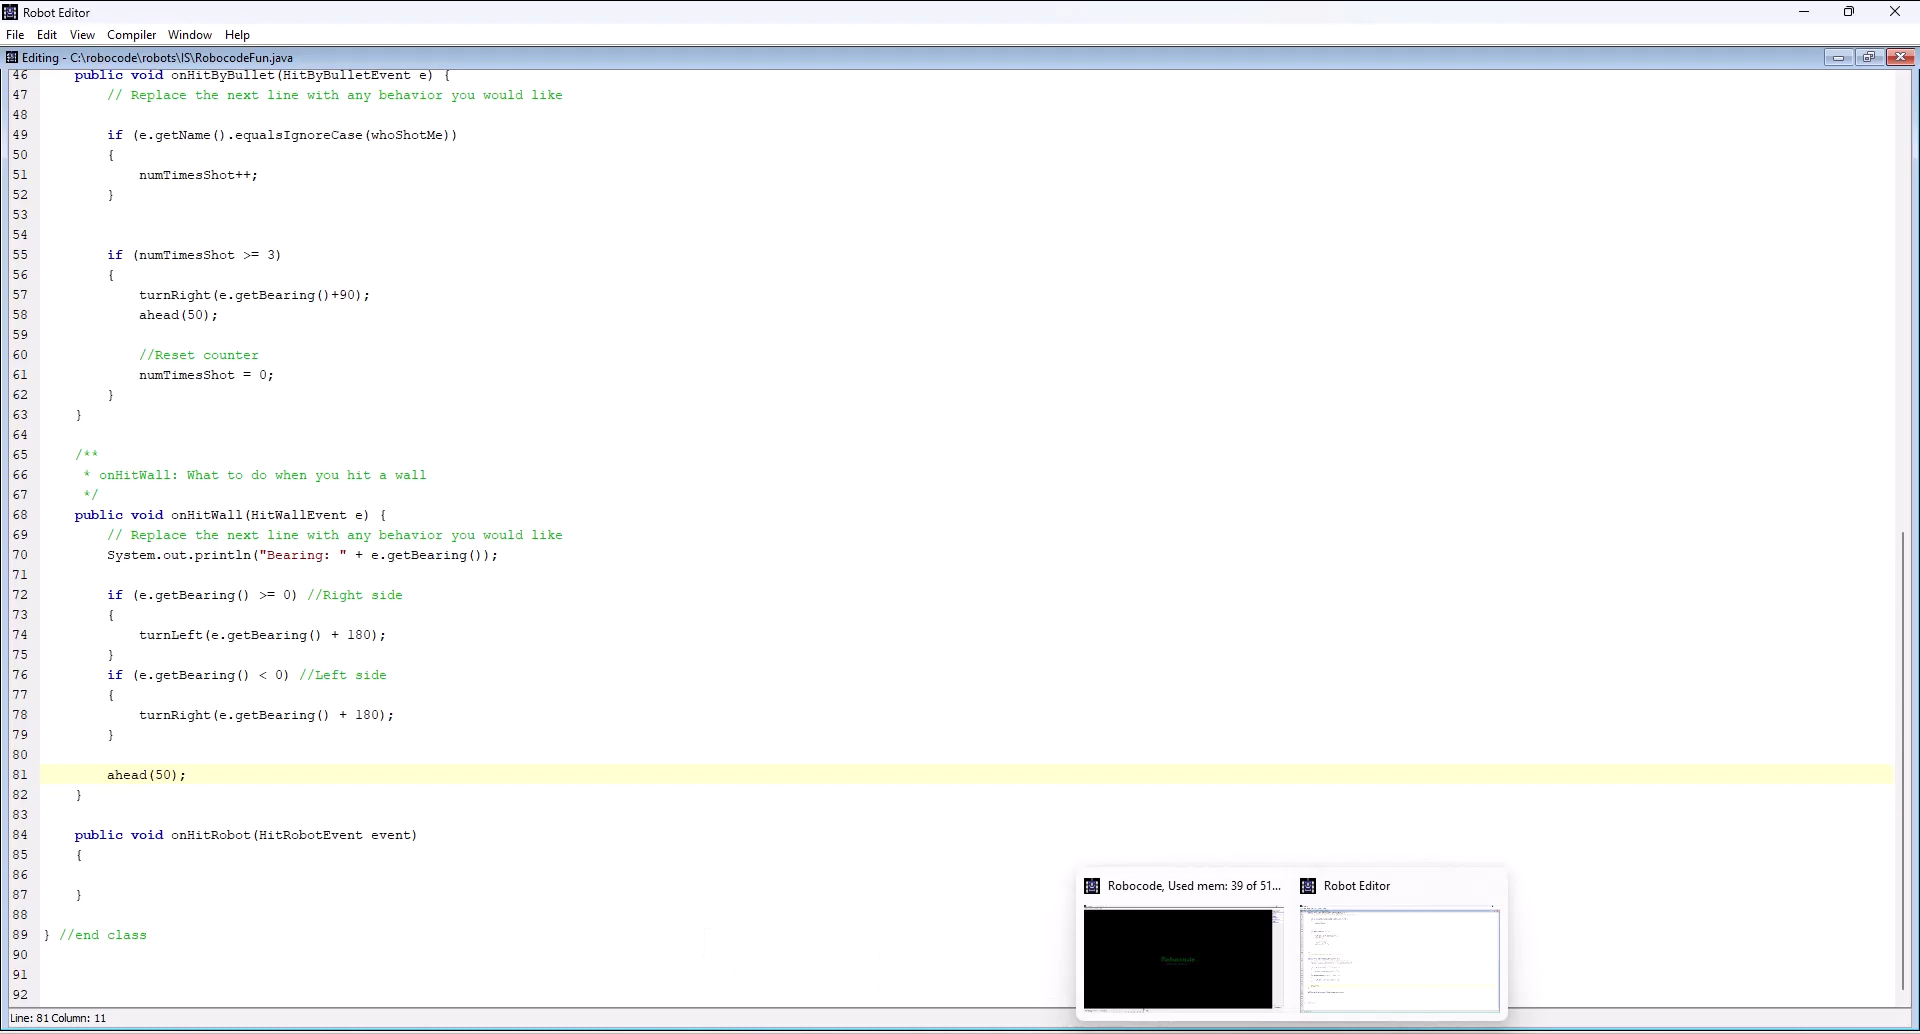 Robot Editor
File Edit View Compiler Window Help
Editing - C:\robocode\robots\IS\RobocodeFun.java
46 public void onHitByBullet(HitByBulletEvent e) {
47 // Replace the next line with any behavior you would like
48
49 if (e.getName().equalsIgnoreCase(whoShotMe))
50 {
51 numTimesShot++;
52 }
53
54
55 if (numTimesShot >= 3)
56 {
57 turnRight(e.getBearing()+90);
58 ahead(50);
59
60 //Reset counter
61 numTimesShot = 0;
62 }
63 }
64
65 /**
66 * onHitWall: What to do when you hit a wall
67 */
68 public void onHitWall(HitWallEvent e) {
69 // Replace the next line with any behavior you would like
70 System.out.println("Bearing: " + e.getBearing());
71
72 if (e.getBearing() >= 0) //Right side
73 {
74 turnLeft(e.getBearing() + 180);
75 }
76 if (e.getBearing() < 0) //Left side
77 {
78 turnRight(e.getBearing() + 180);
79 }
80
81 ahead(50);
82 }
83
84 public void onHitRobot(HitRobotEvent event)
85 {
86
87 }
88
89 } //end class
90
91
92
Robocode, Used mem: 39 of 51... Robot Editor
Robocode
Line: 81 Column: 11